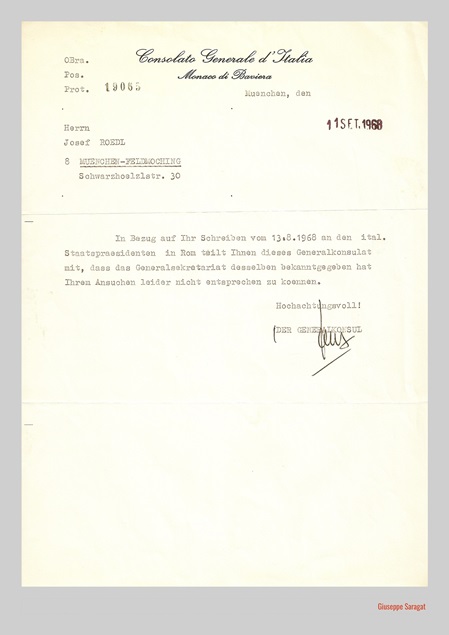 Consolato Generale d'Italia
Monaco di Baviera
GBrs.
Pos.
Prot. 19065
Muenchen, den
11 SET. 1968
Herrn
Josef ROEDL
8 MUENCHEN-FELDMOCHING
Schwarzhoelzlstr. 30
In Bezug auf Ihr Schreiben vom 13.8.1968 an den ital.
Staatspraesidenten in Rom teilt Ihnen dieses Generalkonsulat
mit, dass das Generalsekretariat desselben bekanntgegeben hat
Ihrem Ansuchen leider nicht entsprechen zu koennen.
Hochachtungsvoll!
(DER GENERALKONSUL
Giuseppe Saragat